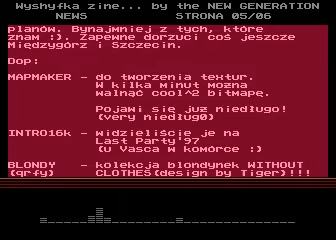 Wyshyfka zine... by the NEW GENERATION
NEWS STRONA 05/06
planów. Bynajmniej z tych, które
znam :). Zapewne dorzuci coś jeszcze
Międzygórz i Szczecin.
Dop:
MAPMAKER - do tworzenia textur.
W kilka minut można
walnąć cool^2 bitmapę.
Pojawi się już niedługo!
(very niedług0)
INTRO16k - widzieliście je na
Last Party'97
(u Vasca w komórce :)
BLONDY - kolekcja blondynek WITHOUT
(qrfy) CLOTHES(design by Tiger)!!!